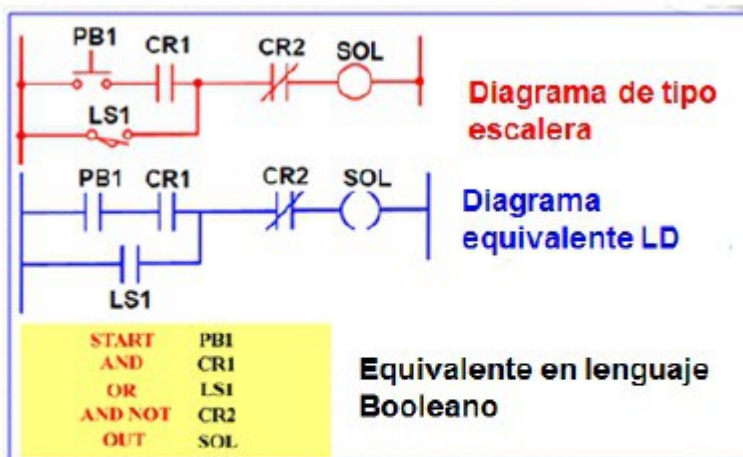 PB1 CR1 CR2 SOL
LS1
Diagrama de tipo
escalera
PB1 CR1 CR2 SOL
LS1
Diagrama
equivalente LD
START PB1
AND CR1
OR LS1
AND NOT CR2
OUT SOL
Equivalente en lenguaje
Booleano